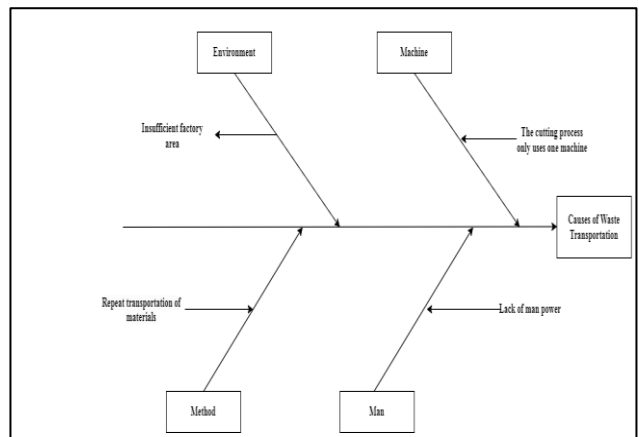 Environment
Machine
Insufficient factory
area
The cutting process
only uses one machine
Causes of Waste
Transportation
Repeat transportation of
materials
Lack of man power
Method
Man